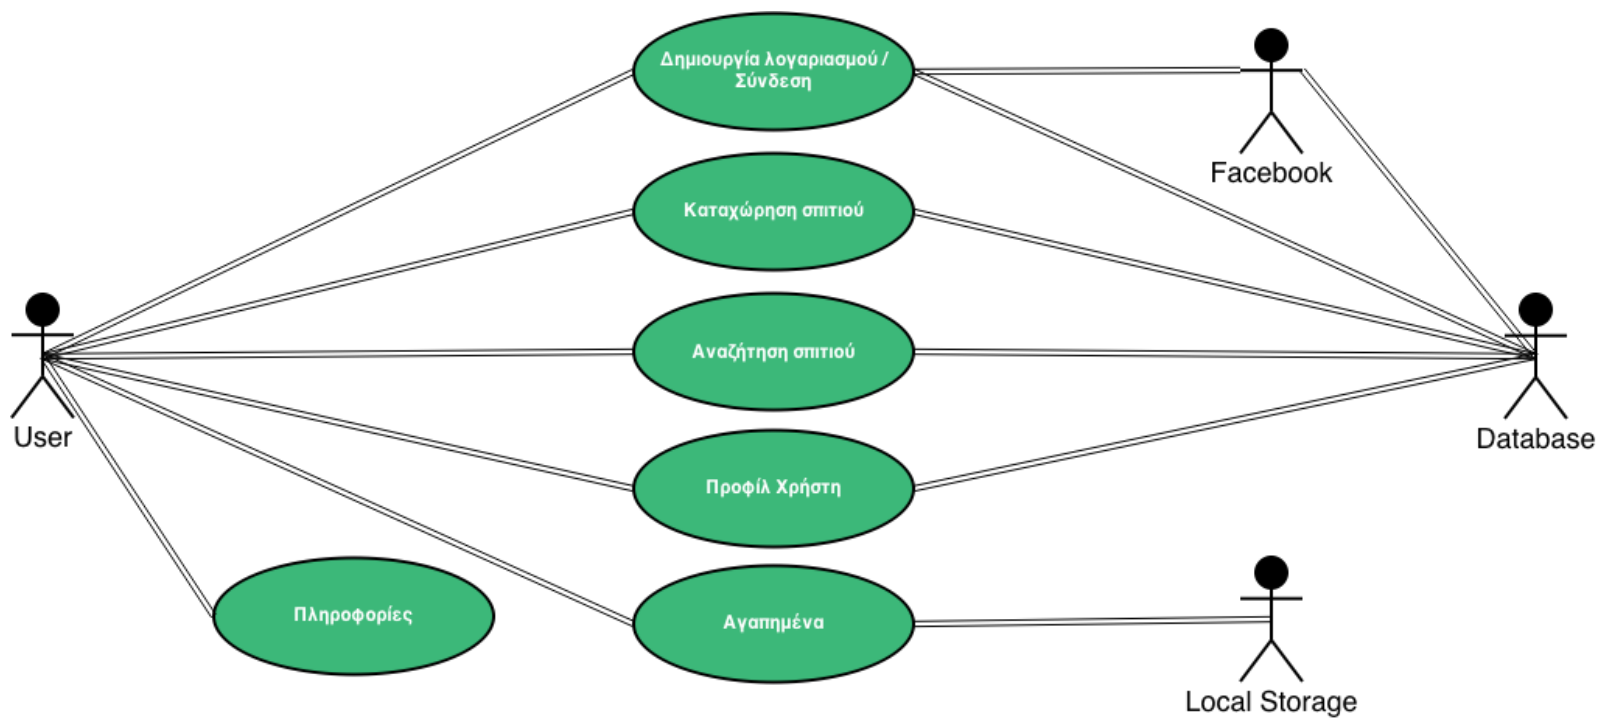 Δημιουργία λογαριασμού /
Σύνδεση
Facebook
Καταχώρηση σπιτιού
Αναζήτηση σπιτιού
User
Database
Προφίλ Χρήστη
Πληροφορίες
Αγαπημένα
Local Storage